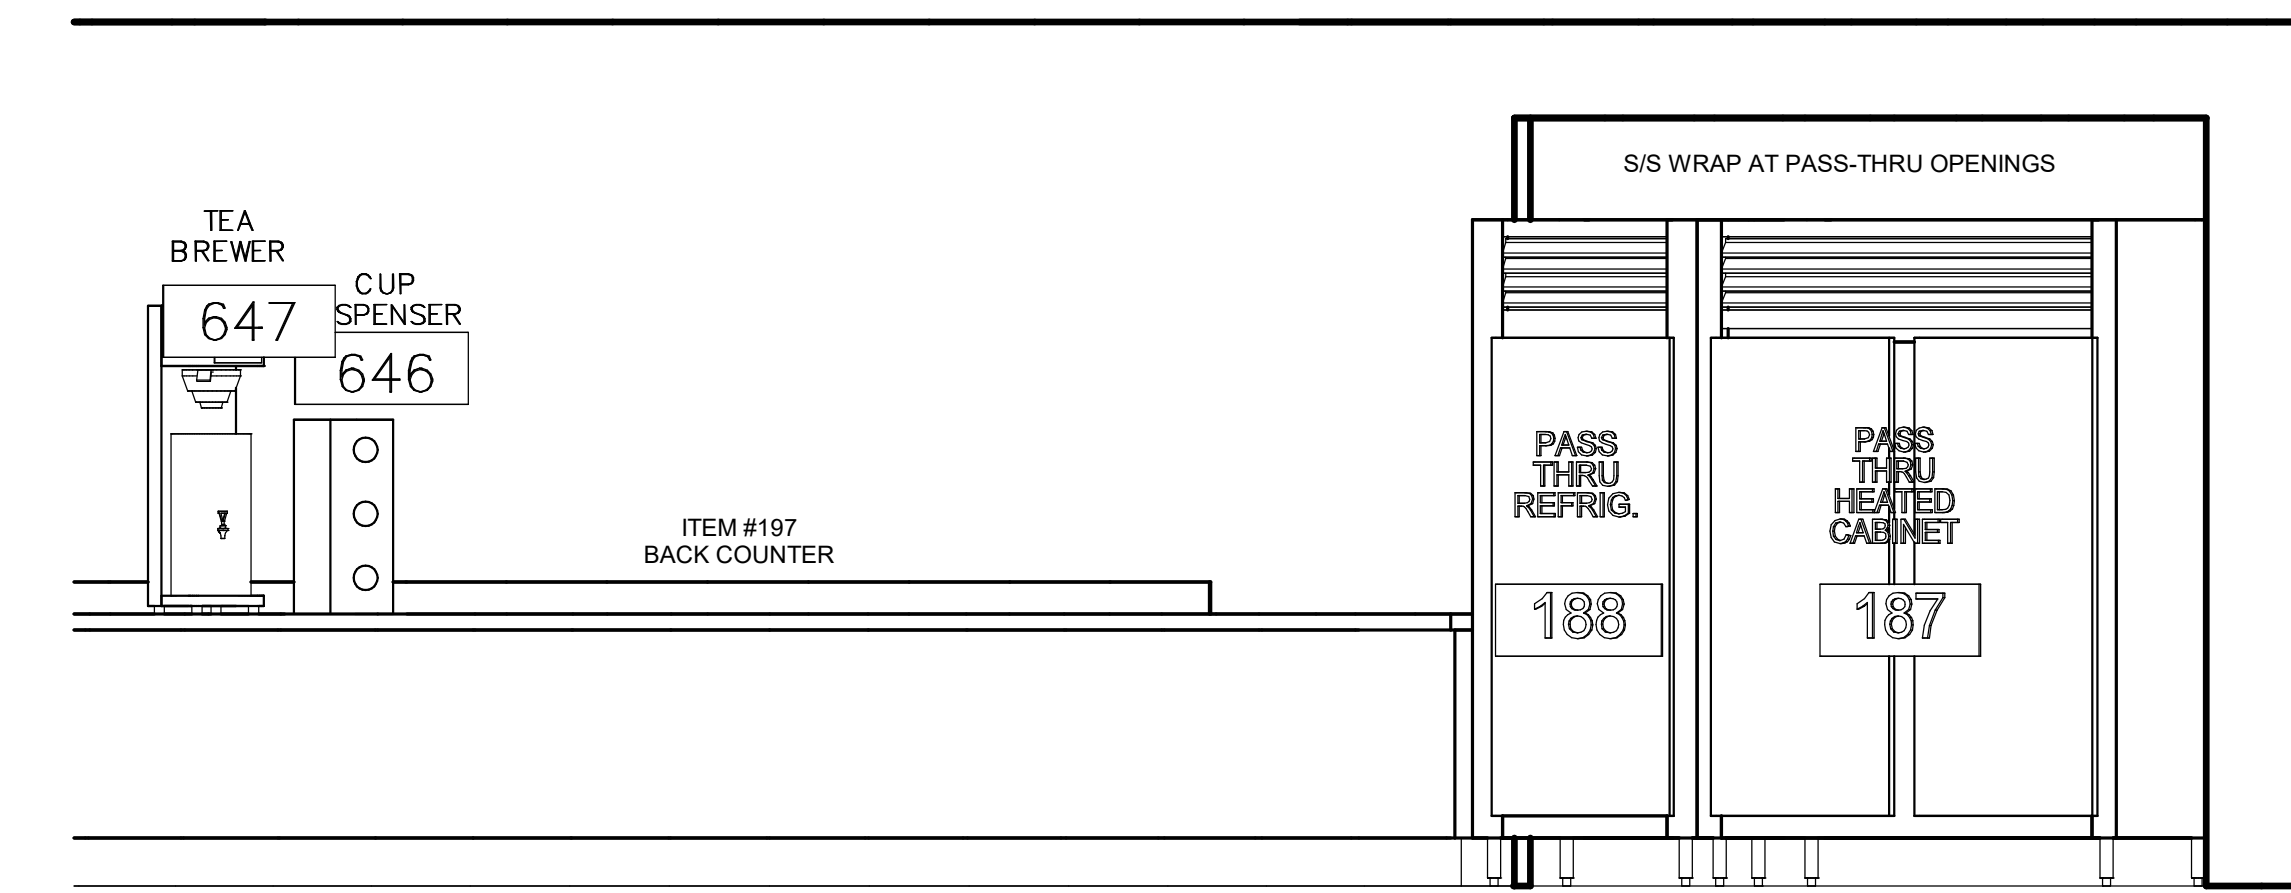 S/S WRAP AT PASS-THRU OPENINGS
TEA
BREWER
647
CUP
SPENSER
646
ITEM #197
BACK COUNTER
PASS
THRU
REFRIG.
188
PASS
THRU
HEATED
CABINET
187